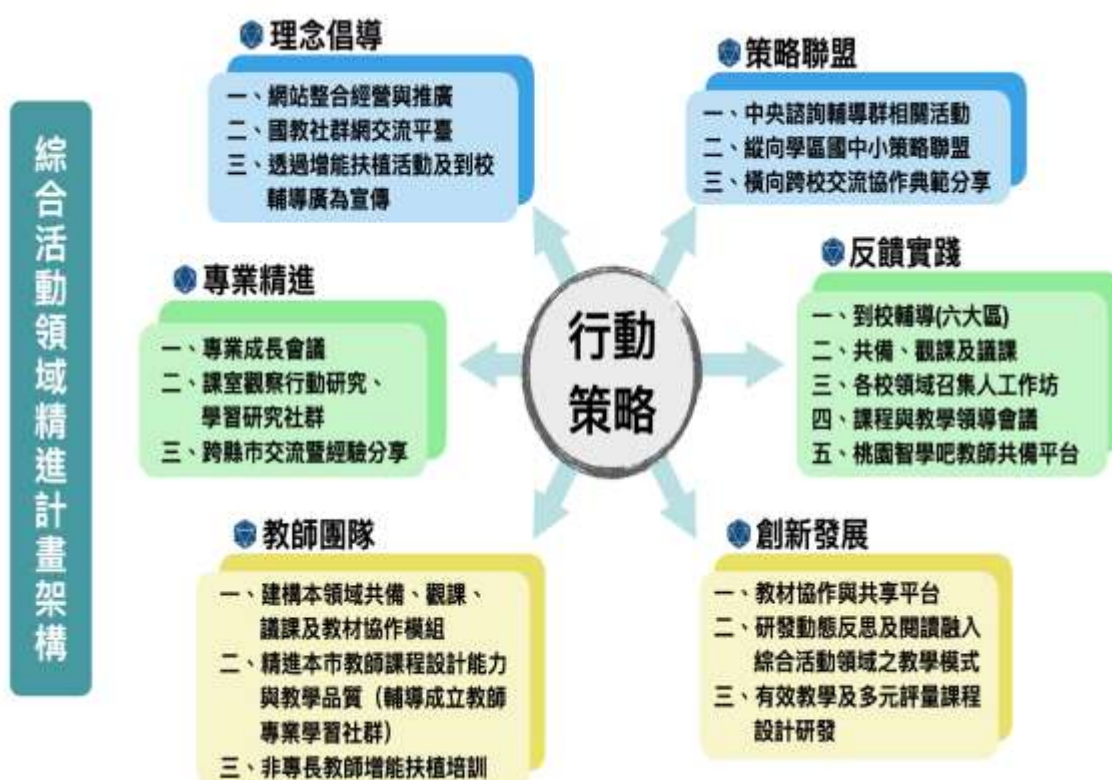 綜合活動領域精進計畫架構
理念倡導
一、網站整合經營與推廣
二、國教社群網交流平臺
三、透過增能扶植活動及到校
輔導廣為宣傳
策略聯盟
一、中央諮詢輔導群相關活動
二、縱向學區國中小策略聯盟
三、橫向跨校交流協作典範分享
專業精進
一、專業成長會議
二、課室觀察行動研究、
學習研究社群
三、跨縣市交流暨經驗分享
行動
策略
反饋實踐
一、到校輔導(六大區)
二、共備、觀課及議課
三、各校領域召集人工作坊
四、課程與教學領導會議
五、桃園智學吧教師共備平台
教師團隊
一、建構本領域共備、觀課、
議課及教材協作模組
二、精進本市教師課程設計能力
與教學品質（輔導成立教師
專業學習社群）
三、非專長教師增能扶植培訓
創新發展
一、教材協作與共享平台
二、研發動態反思及閱讀融入
綜合活動領域之教學模式
三、有效教學及多元評量課程
設計研發